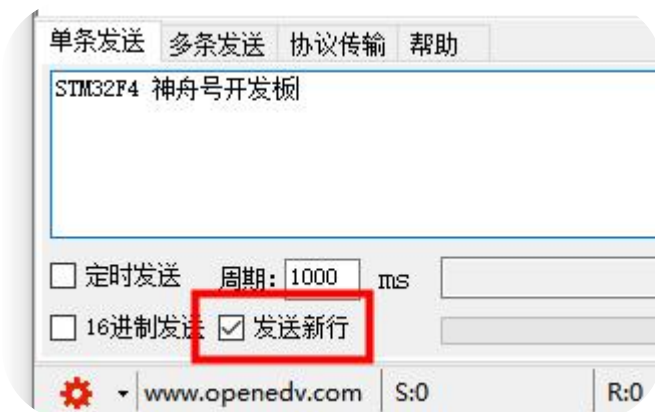 单条发送 多条发送 协议传输 帮助
STM32F4 神舟号开发板
定时发送 周期: 1000 ms
16进制发送 发送新行
www.openedv.com S:0 R:0